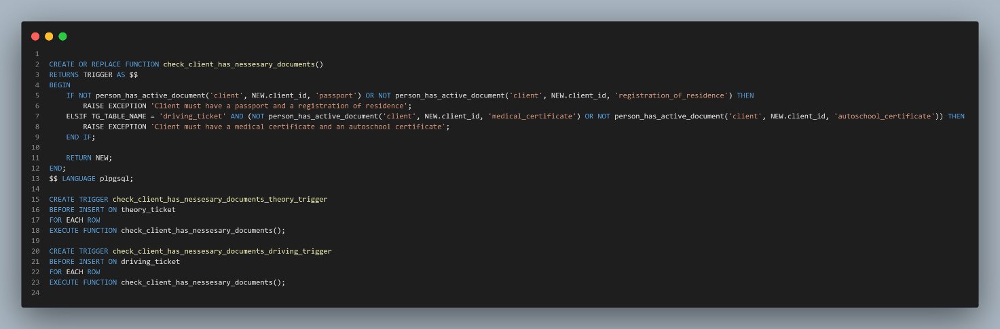 1
2 CREATE OR REPLACE FUNCTION check_client_has_nessesary_documents()
3 RETURNS TRIGGER AS $$
4 BEGIN
5     IF NOT person_has_active_document('client', NEW.client_id, 'passport') OR NOT person_has_active_document('client', NEW.client_id, 'registration_of_residence') THEN
6         RAISE EXCEPTION 'Client must have a passport and a registration of residence';
7     ELSIF TG_TABLE_NAME = 'driving_ticket' AND (NOT person_has_active_document('client', NEW.client_id, 'medical_certificate') OR NOT person_has_active_document('client', NEW.client_id, 'autoschool_certificate')) THEN
8         RAISE EXCEPTION 'Client must have a medical certificate and an autoschool certificate';
9     END IF;
10
11     RETURN NEW;
12 END;
13 $$ LANGUAGE plpgsql;
14
15 CREATE TRIGGER check_client_has_nessesary_documents_theory_trigger
16 BEFORE INSERT ON theory_ticket
17 FOR EACH ROW
18 EXECUTE FUNCTION check_client_has_nessesary_documents();
19
20 CREATE TRIGGER check_client_has_nessesary_documents_driving_trigger
21 BEFORE INSERT ON driving_ticket
22 FOR EACH ROW
23 EXECUTE FUNCTION check_client_has_nessesary_documents();
24